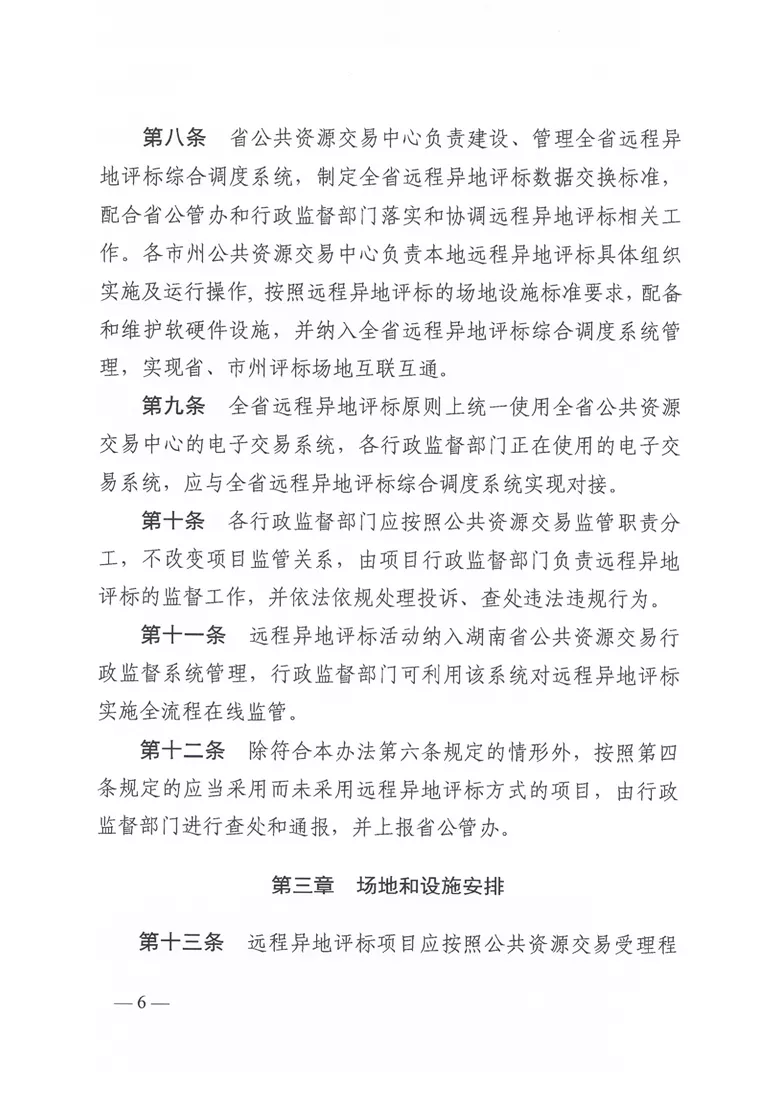 第八条 省公共资源交易中心负责建设、管理全省远程异
地评标综合调度系统，制定全省远程异地评标数据交换标准，
配合省公管办和行政监督部门落实和协调远程异地评标相关工
作。各市州公共资源交易中心负责本地远程异地评标具体组织
实施及运行操作，按照远程异地评标的场地设施标准要求，配备
和维护软硬件设施，并纳入全省远程异地评标综合调度系统管
理，实现省、市州评标场地互联互通。
第九条 全省远程异地评标原则上统一使用全省公共资源
交易中心的电子交易系统，各行政监督部门正在使用的电子交
易系统，应与全省远程异地评标综合调度系统实现对接。
第十条 各行政监督部门应按照公共资源交易监管职责分
工，不改变项目监管关系，由项目行政监督部门负责远程异地
评标的监督工作，并依法依规处理投诉、查处违法违规行为。
第十一条 远程异地评标活动纳入湖南省公共资源交易行
政监督系统管理，行政监督部门可利用该系统对远程异地评标
实施全流程在线监管。
第十二条 除符合本办法第六条规定的情形外，按照第四
条规定的应当采用而未采用远程异地评标方式的项目，由行政
监督部门进行查处和通报，并上报省公管办。
第三章 场地和设施安排
第十三条 远程异地评标项目应按照公共资源交易受理程
— 6 —